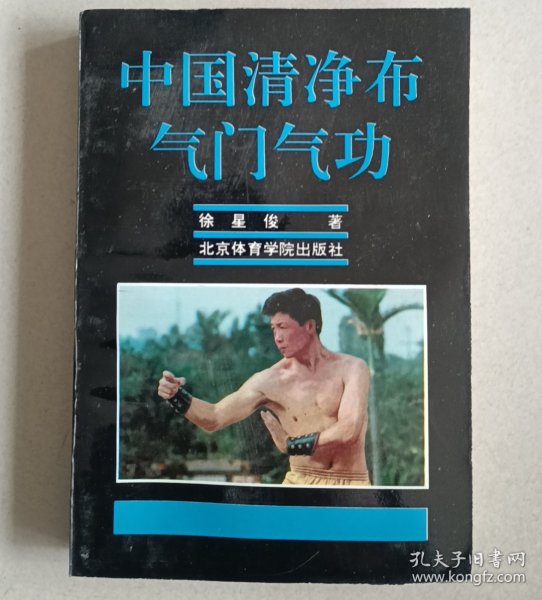 中国清净布
气门气功
徐星俊 著
北京体育学院出版社
孔夫子旧书网
www.kongfz.com